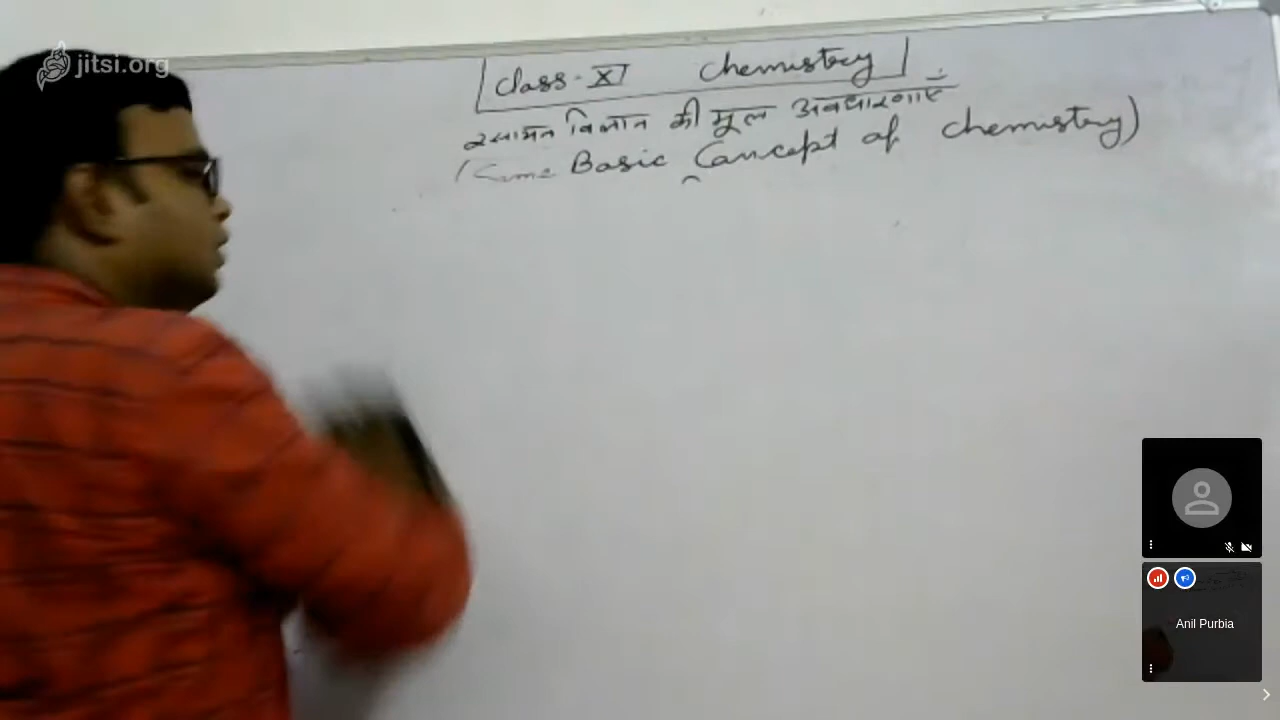 jitsi.org
Class-XI Chemistry
रसायन विज्ञान की मूल अवधारणाएँ :-
(Some Basic Concept of Chemistry)
Anil Purbia